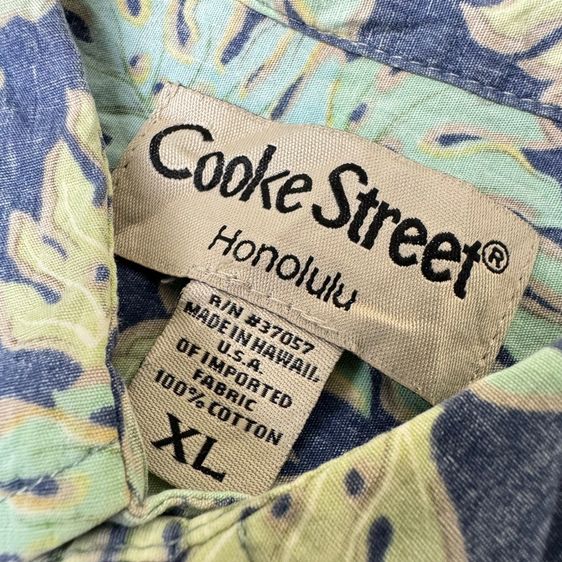 Cooke Street®
Honolulu
R/N #37057
MADE IN HAWAII,
U.S.A.
OF IMPORTED
FABRIC
100% COTTON
XL